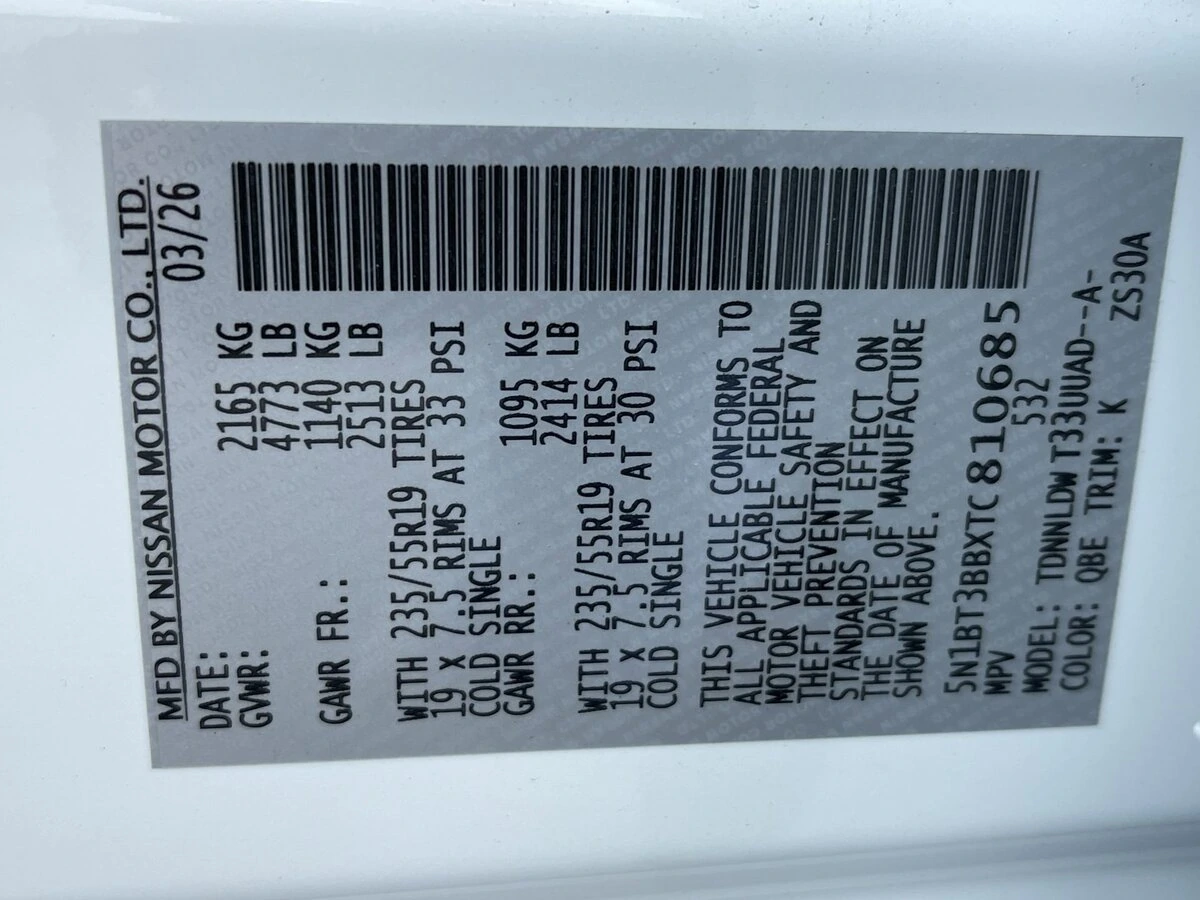 MFD BY NISSAN MOTOR CO., LTD.
DATE: 03/26
GVWR: 2165 KG
4773 LB
GAWR FR.: 1140 KG
2513 LB
WITH 235/55R19 TIRES
19 X 7.5 RIMS AT 33 PSI
COLD SINGLE
GAWR RR.: 1095 KG
2414 LB
WITH 235/55R19 TIRES
19 X 7.5 RIMS AT 30 PSI
COLD SINGLE
THIS VEHICLE CONFORMS TO
ALL APPLICABLE FEDERAL
MOTOR VEHICLE SAFETY AND
THEFT PREVENTION
STANDARDS IN EFFECT ON
THE DATE OF MANUFACTURE
SHOWN ABOVE.
5N1BT3BBXTC810685
MPV 532
MODEL: TDNNLDW T33UUAD--A-
COLOR: QBE TRIM: K ZS30A